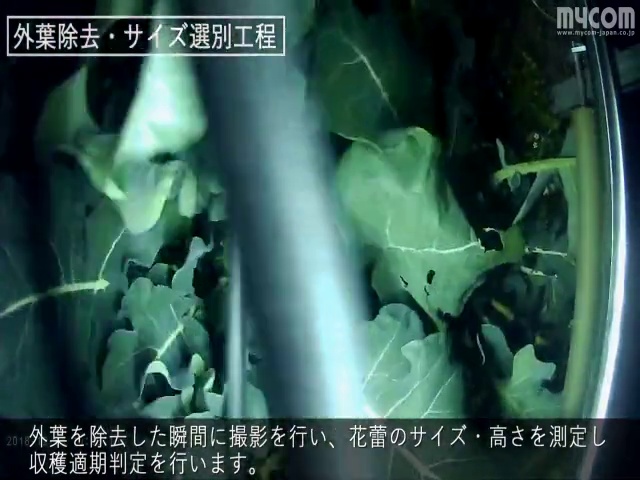 外葉除去・サイズ選別工程
mycom
www.mycom-japan.co.jp
2018
外葉を除去した瞬間に撮影を行い、花蕾のサイズ・高さを測定し
収穫適期判定を行います。